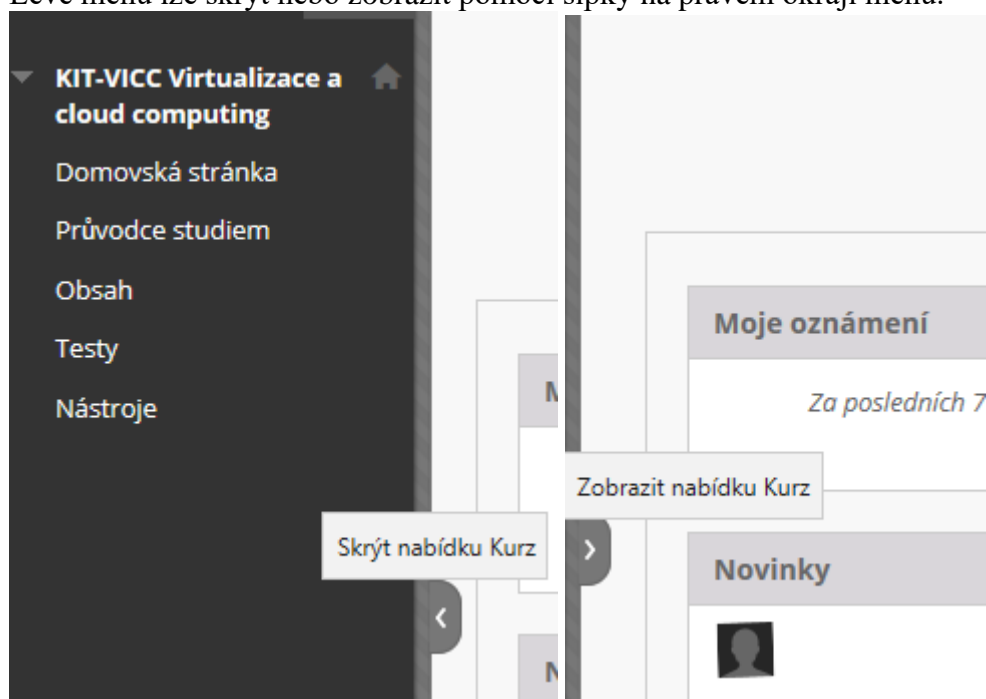 Levé menu lze skrýt nebo zobrazit pomocí šipky na pravém okraji menu.
KIT-VICC Virtualizace a
cloud computing
Domovská stránka
Průvodce studiem
Obsah
Testy
Nástroje
M
Skrýt nabídku Kurz
N
Moje oznámení
Za posledních 7
Zobrazit nabídku Kurz
Novinky